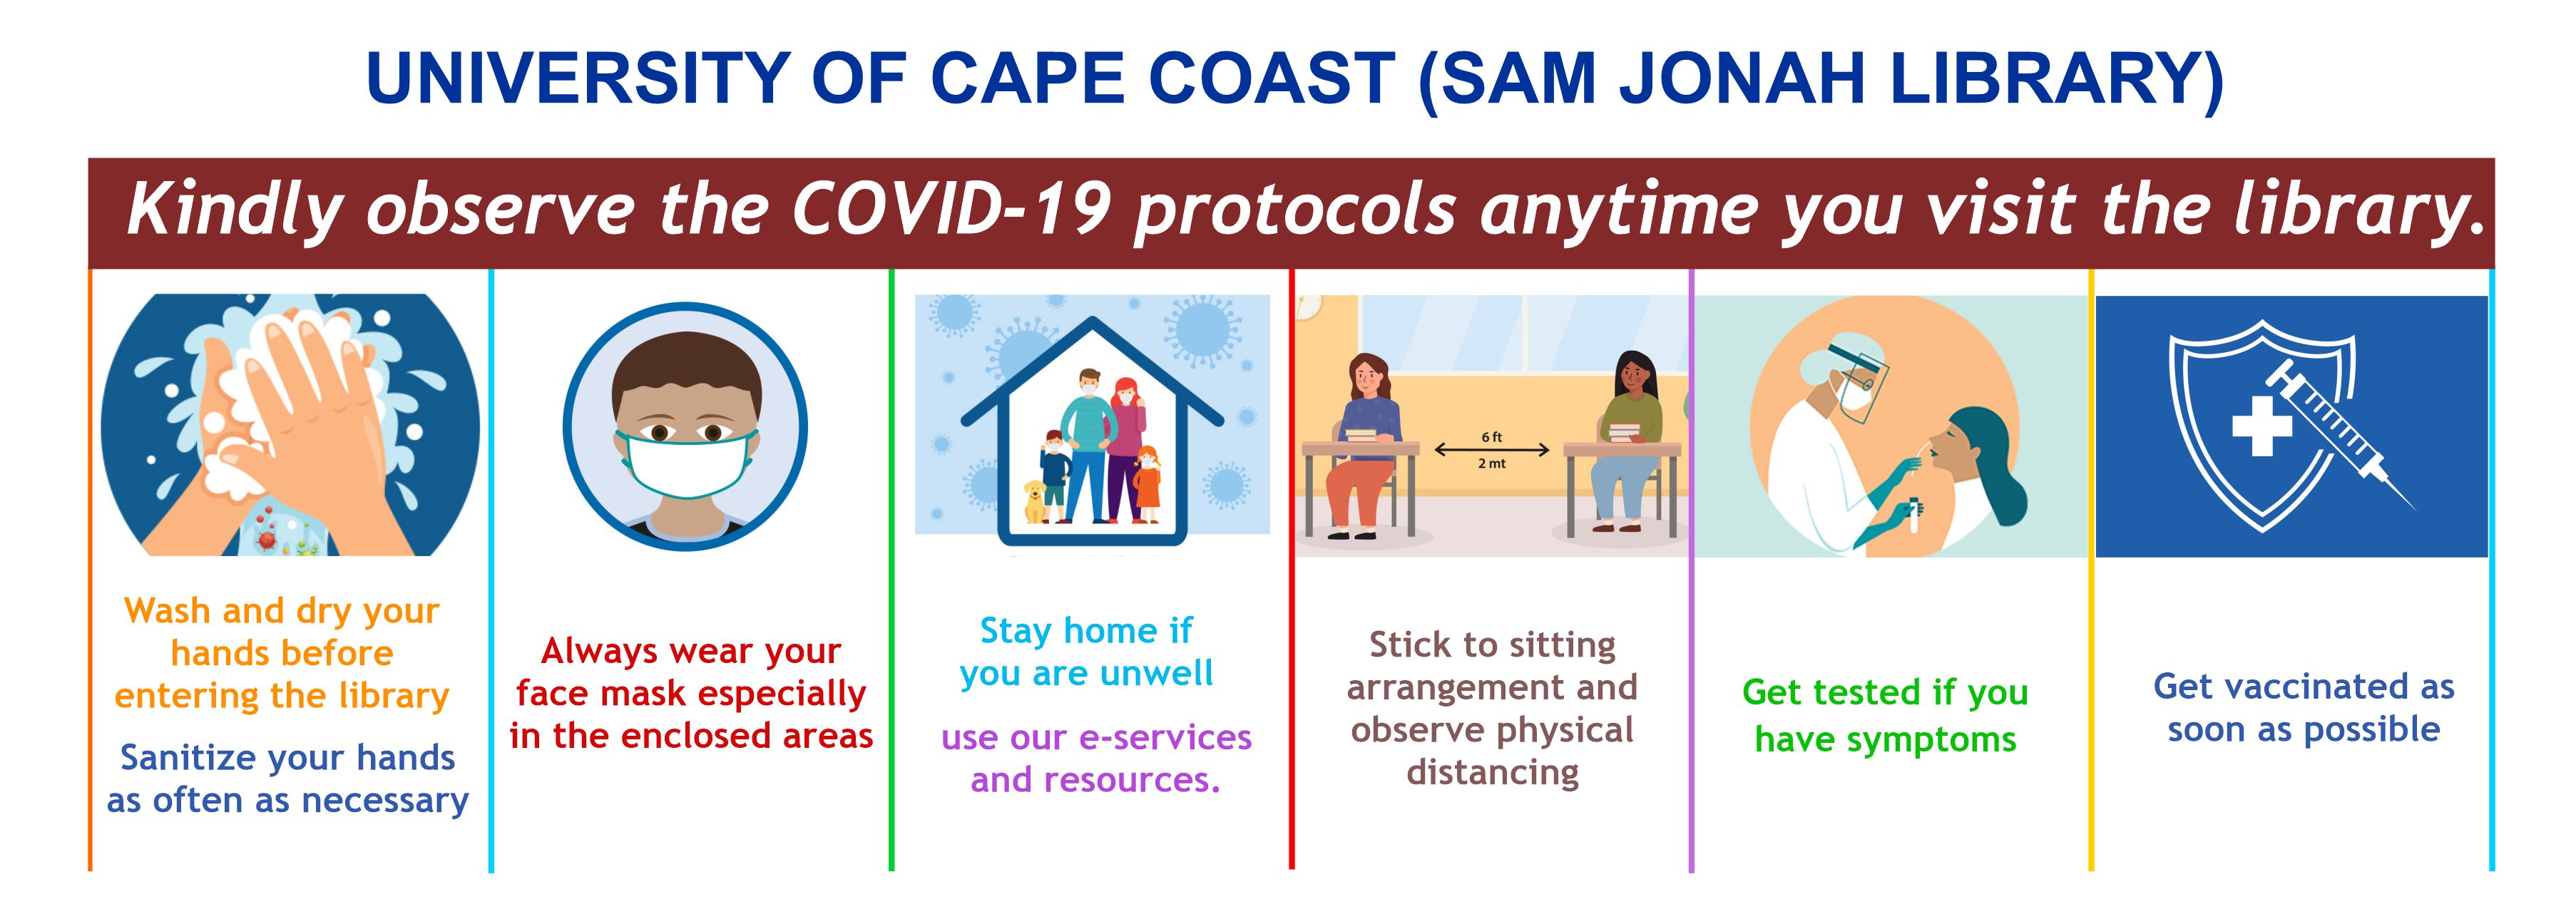 UNIVERSITY OF CAPE COAST (SAM JONAH LIBRARY)
Kindly observe the COVID-19 protocols anytime you visit the library.
Wash and dry your
hands before
entering the library
Sanitize your hands
as often as necessary
Always wear your
face mask especially
in the enclosed areas
Stay home if
you are unwell
use our e-services
and resources.
6 ft
2 mt
Stick to sitting
arrangement and
observe physical
distancing
Get tested if you
have symptoms
Get vaccinated as
soon as possible